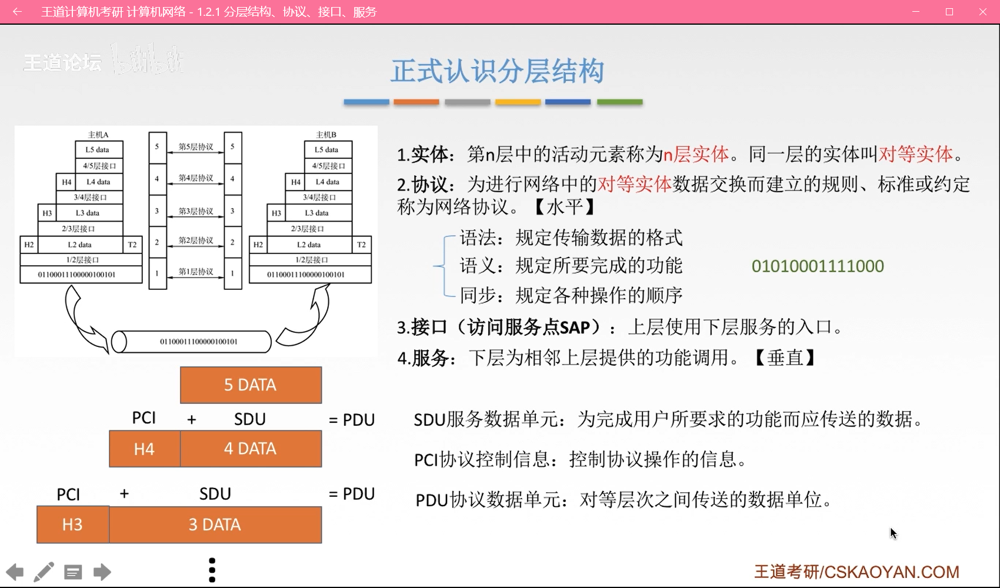 王道计算机考研 计算机网络 - 1.2.1 分层结构、协议、接口、服务
王道论坛 bilibili
正式认识分层结构
主机A
L5 data
4/5层接口
H4 L4 data
3/4层接口
H3 L3 data
2/3层接口
H2 L2 data T2
1/2层接口
01100011100000100101
5 第5层协议 5
4 第4层协议 4
3 第3层协议 3
2 第2层协议 2
1 第1层协议 1
主机B
L5 data
4/5层接口
H4 L4 data
3/4层接口
H3 L3 data
2/3层接口
H2 L2 data T2
1/2层接口
01100011100000100101
01100011100000100101
1.实体：第n层中的活动元素称为n层实体。同一层的实体叫对等实体。
2.协议：为进行网络中的对等实体数据交换而建立的规则、标准或约定
称为网络协议。【水平】
语法：规定传输数据的格式
语义：规定所要完成的功能
01010001111000
同步：规定各种操作的顺序
3.接口（访问服务点SAP）：上层使用下层服务的入口。
4.服务：下层为相邻上层提供的功能调用。【垂直】
5 DATA
PCI + SDU = PDU
H4 4 DATA
PCI + SDU = PDU
H3 3 DATA
SDU服务数据单元：为完成用户所要求的功能而应传送的数据。
PCI协议控制信息：控制协议操作的信息。
PDU协议数据单元：对等层次之间传送的数据单位。
王道考研/CSKAOYAN.COM